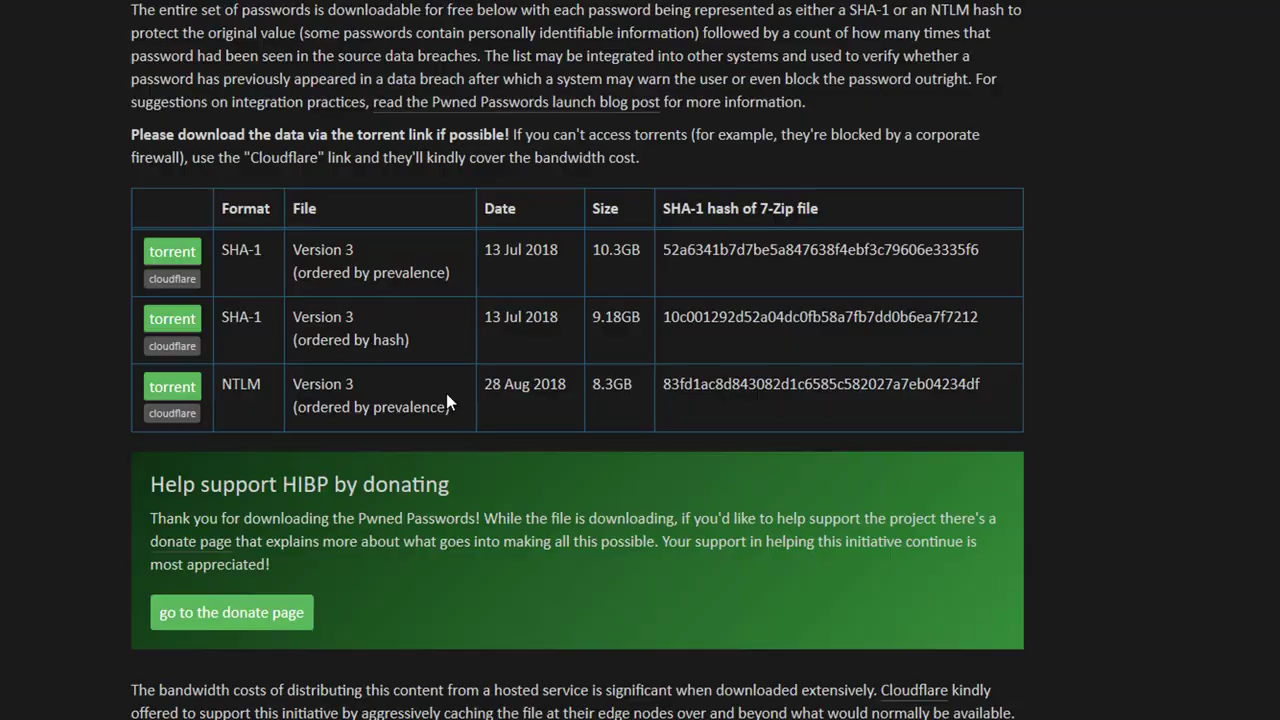 The entire set of passwords is downloadable for free below with each password being represented as either a SHA-1 or an NTLM hash to
protect the original value (some passwords contain personally identifiable information) followed by a count of how many times that
password had been seen in the source data breaches. The list may be integrated into other systems and used to verify whether a
password has previously appeared in a data breach after which a system may warn the user or even block the password outright. For
suggestions on integration practices, read the Pwned Passwords launch blog post for more information.
Please download the data via the torrent link if possible! If you can't access torrents (for example, they're blocked by a corporate
firewall), use the "Cloudflare" link and they'll kindly cover the bandwidth cost.
Format File Date Size SHA-1 hash of 7-Zip file
torrent SHA-1 Version 3 13 Jul 2018 10.3GB 52a6341b7d7be5a847638f4ebf3c79606e3335f6
cloudflare (ordered by prevalence)
torrent SHA-1 Version 3 13 Jul 2018 9.18GB 10c001292d52a04dc0fb58a7fb7dd0b6ea7f7212
cloudflare (ordered by hash)
torrent NTLM Version 3 28 Aug 2018 8.3GB 83fd1ac8d843082d1c6585c582027a7eb04234df
cloudflare (ordered by prevalence)
Help support HIBP by donating
Thank you for downloading the Pwned Passwords! While the file is downloading, if you'd like to help support the project there's a
donate page that explains more about what goes into making all this possible. Your support in helping this initiative continue is
most appreciated!
go to the donate page
The bandwidth costs of distributing this content from a hosted service is significant when downloaded extensively. Cloudflare kindly
offered to support this initiative by aggressively caching the file at their edge nodes over and beyond what would normally be available.